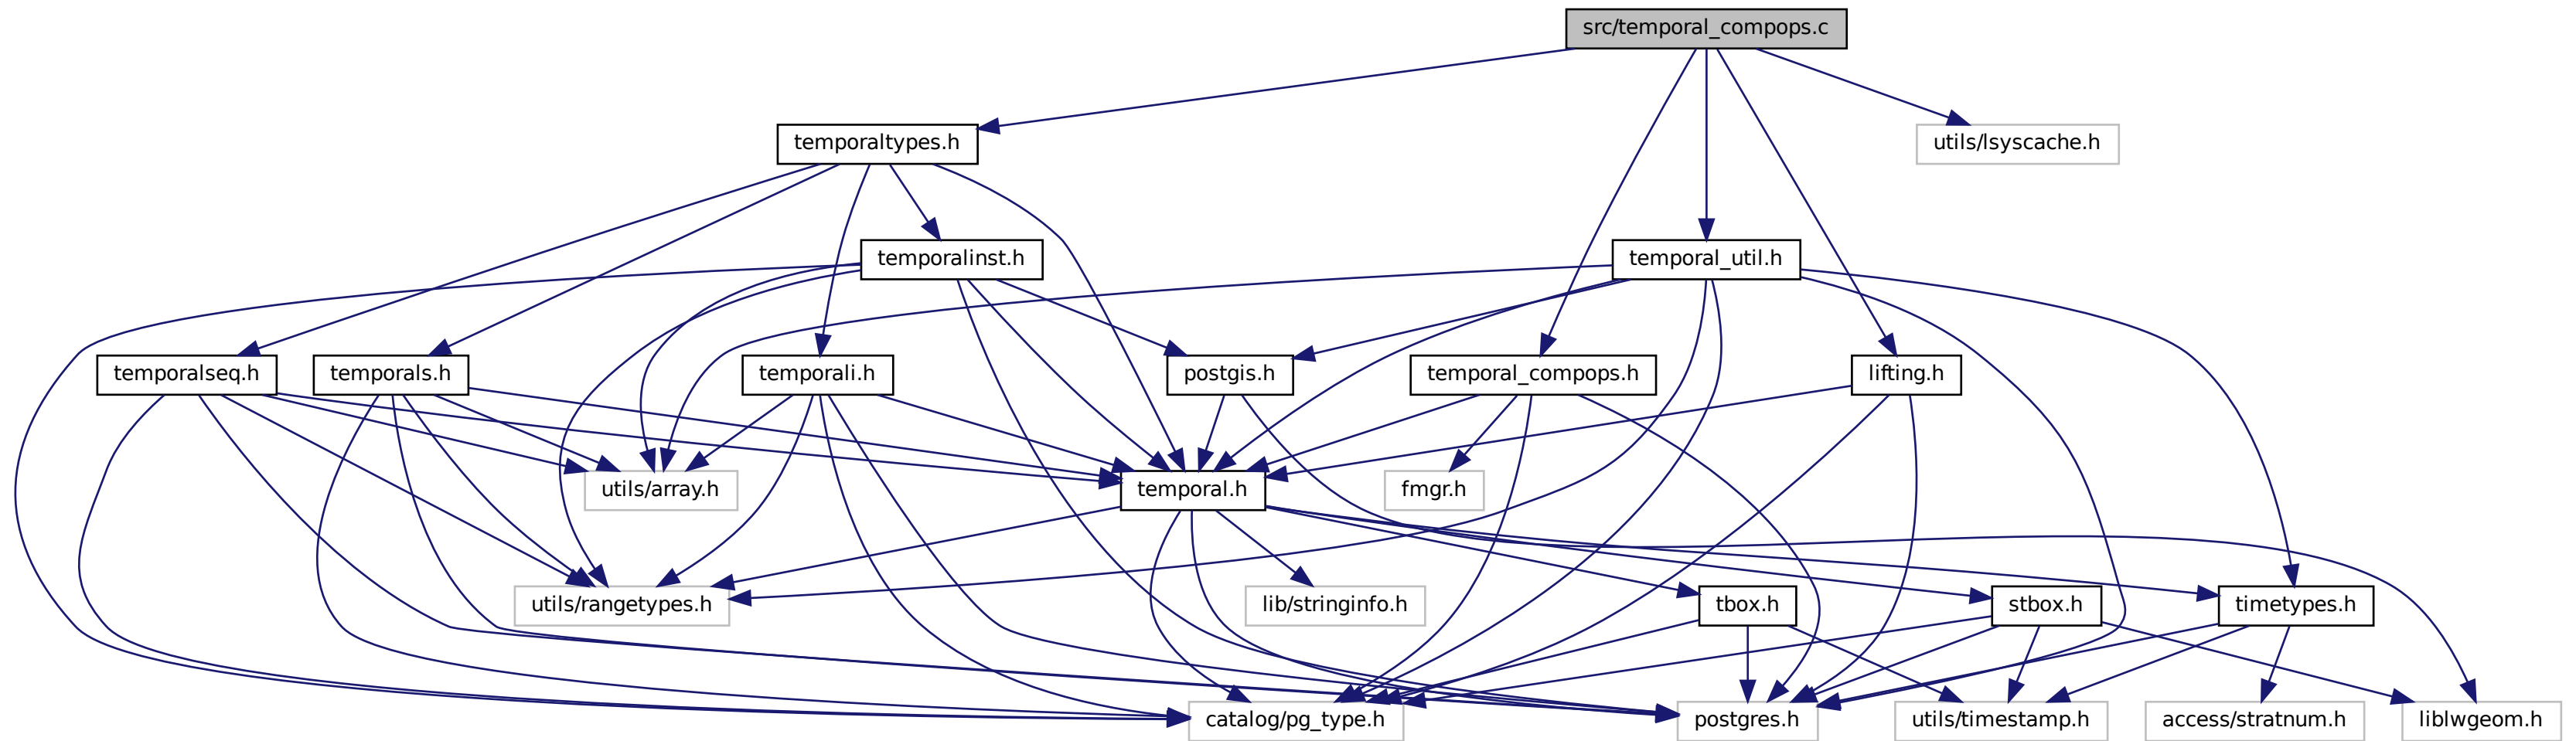 src/temporal_compops.c
temporaltypes.h
utils/lsyscache.h
temporalinst.h
temporal_util.h
temporalseq.h
temporals.h
temporali.h
postgis.h
temporal_compops.h
lifting.h
utils/array.h
temporal.h
fmgr.h
utils/rangetypes.h
lib/stringinfo.h
tbox.h
stbox.h
timetypes.h
catalog/pg_type.h
postgres.h
utils/timestamp.h
access/stratnum.h
liblwgeom.h